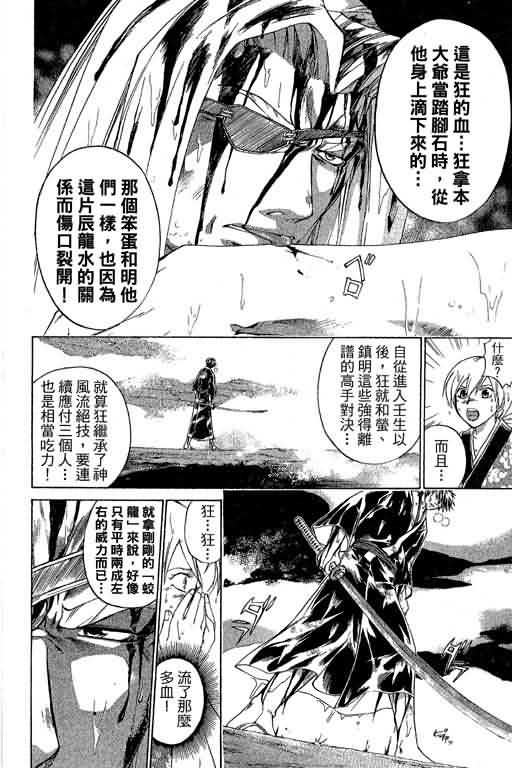 這是狂的血…狂拿本
大爺當踏腳石時，從
他身上滴下來的…
那個笨蛋和明他
們一樣，也因為
這片辰龍水的關
係而傷口裂開！
什麼？
而且…
自從進入壬生以
後，狂就和螢、
鎮明這些強得離
譜的高手對決…
就算狂繼承了神
風流絕技，要連
續應付三個人…
也是相當吃力！
狂…狂…
流了那麼
多血！
就拿剛剛的「蛟
龍」來說，好像
只有平時兩成左
右的威力而已…